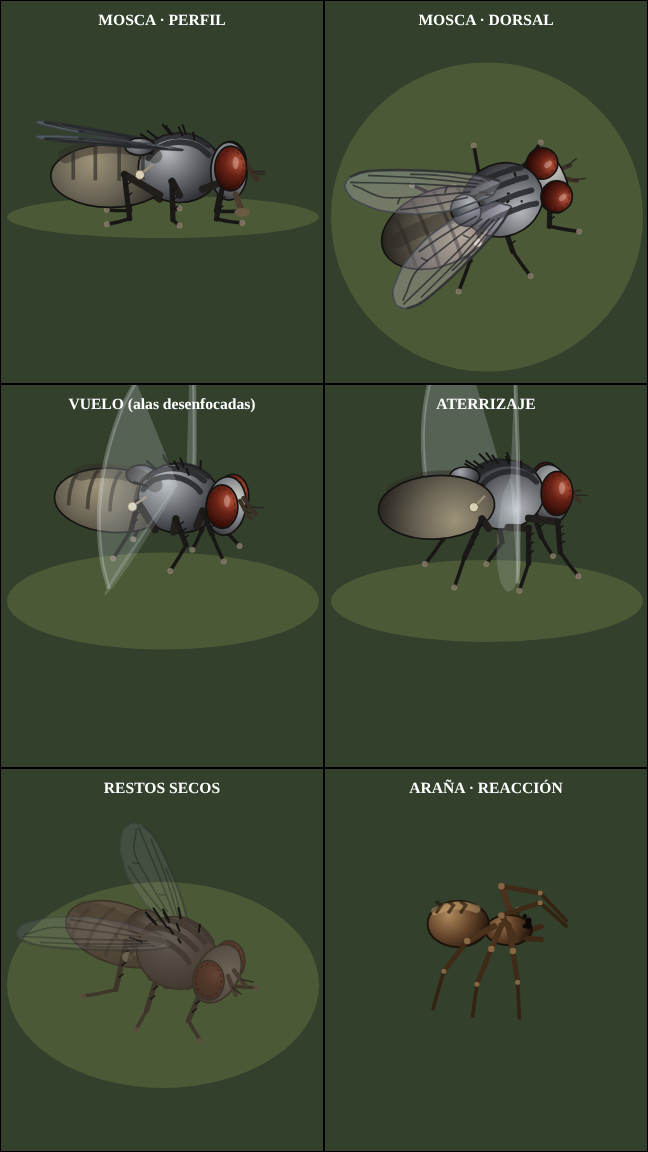 MOSCA · PERFIL
MOSCA · DORSAL
VUELO (alas desenfocadas)
ATERRIZAJE
RESTOS SECOS
ARAÑA · REACCIÓN